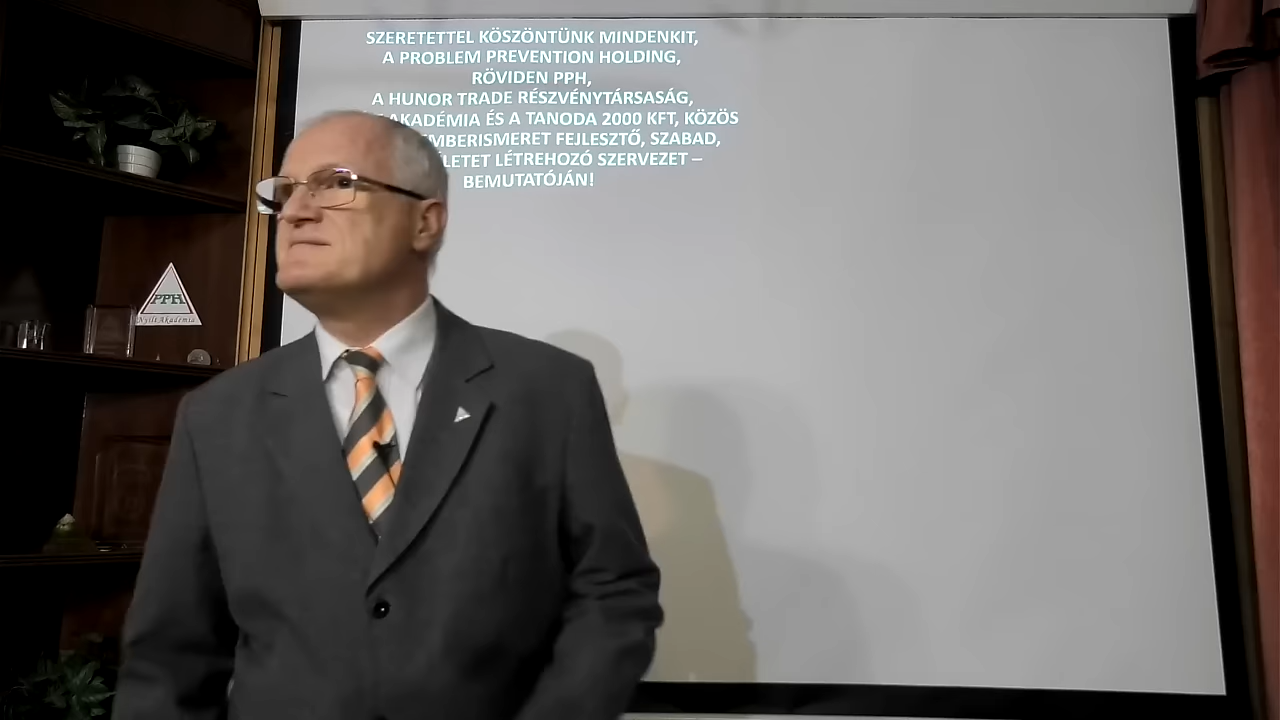 SZERETETTEL KÖSZÖNTÜNK MINDENKIT,
A PROBLEM PREVENTION HOLDING,
RÖVIDEN PPH,
A HUNOR TRADE RÉSZVÉNYTÁRSASÁG,
AKADÉMIA ÉS A TANODA 2000 KFT, KÖZÖS
EMBERISMERET FEJLESZTŐ, SZABAD,
LÉTREHOZÓ SZERVEZET –
BEMUTATÓJÁN!
PPH
Nyílt Akadémia